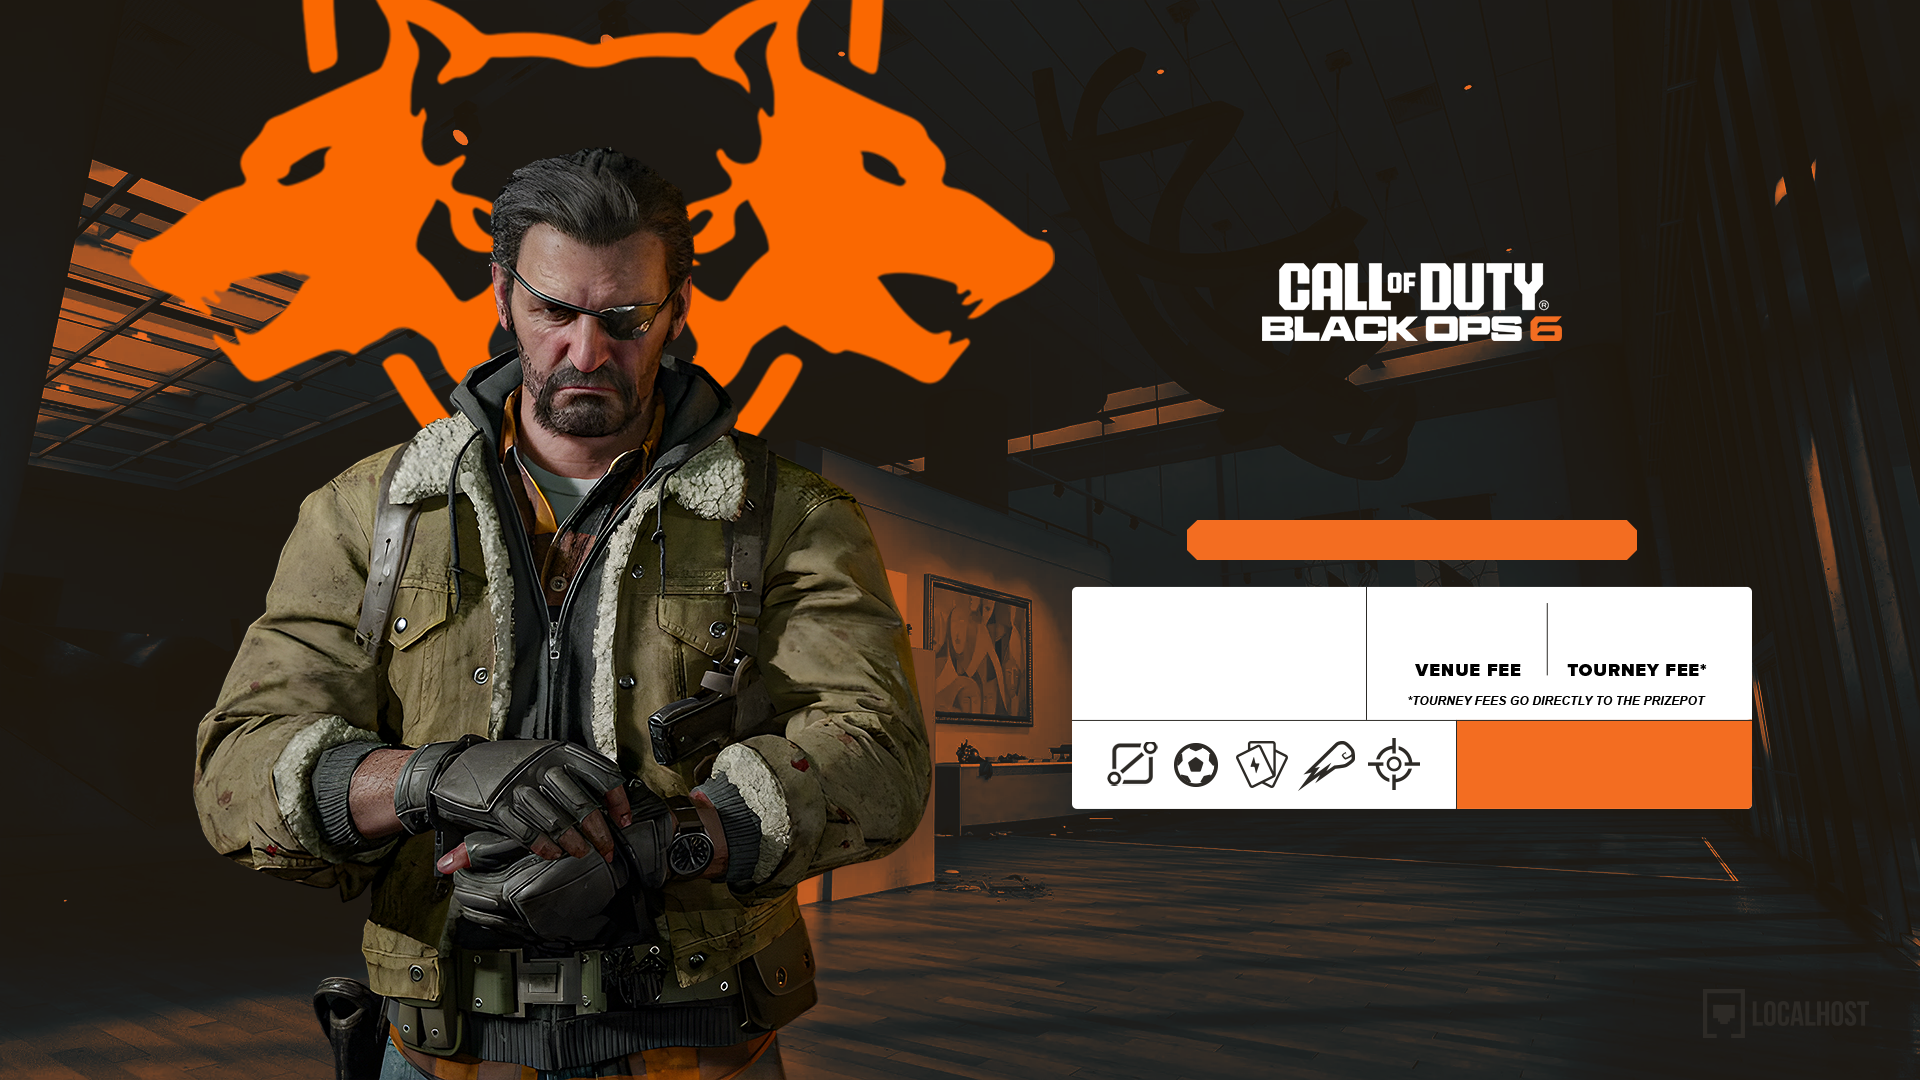 CALL OF DUTY®
BLACK OPS 6
VENUE FEE
TOURNEY FEE*
*TOURNEY FEES GO DIRECTLY TO THE PRIZEPOT
LOCALHOST